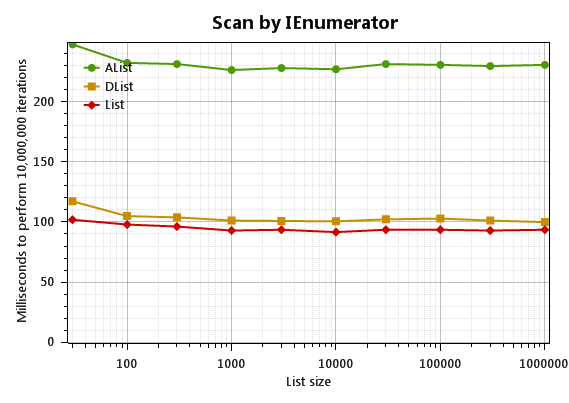 Scan by IEnumerator
Milliseconds to perform 10,000,000 iterations
200
150
100
50
0
AList
DList
List
100 1000 10000 100000 1000000
List size